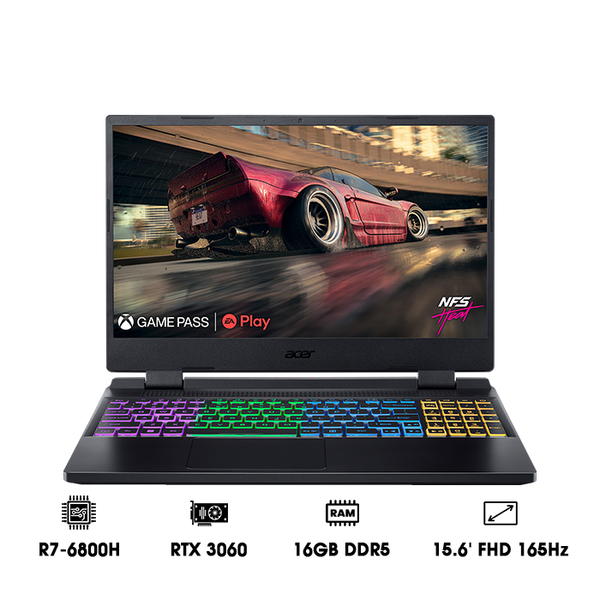 GAME PASS | EA Play
NFS
Heat
acer
RAM
R7-6800H
RTX 3060
16GB DDR5
15.6' FHD 165Hz